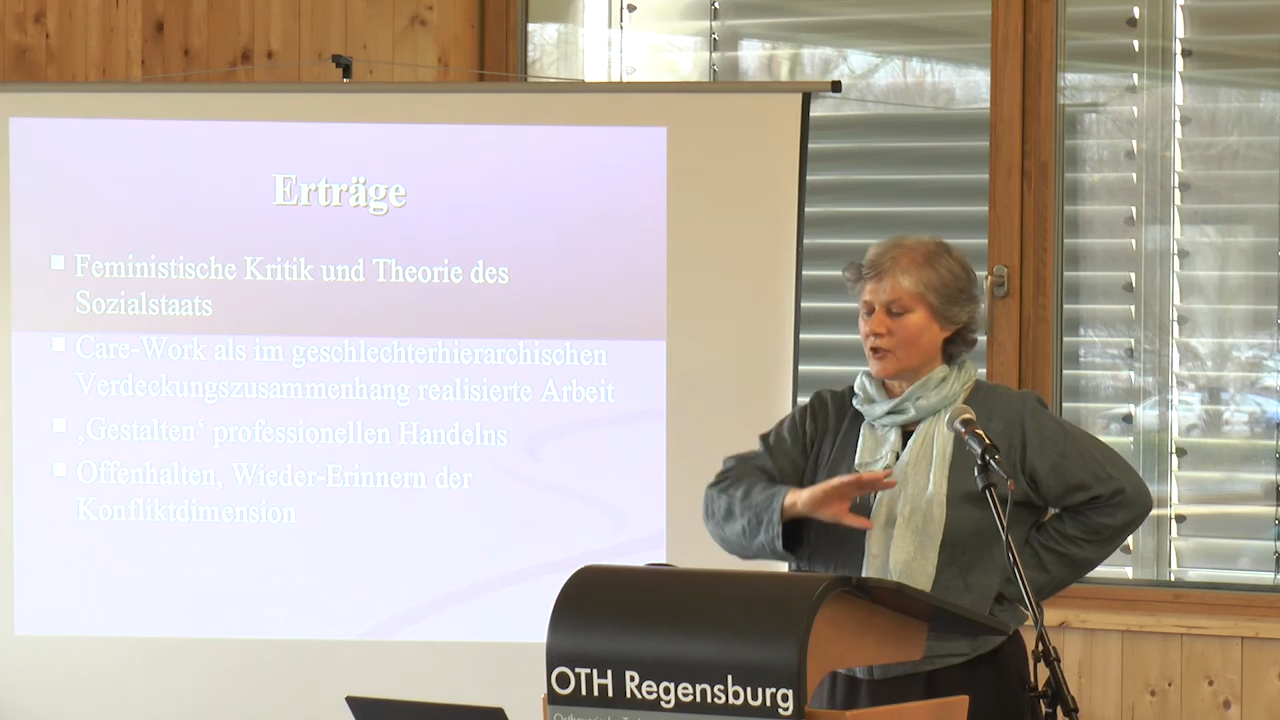 Erträge
Feministische Kritik und Theorie des
Sozialstaats
Care-Work als im geschlechterhierarchischen
Verdeckungszusammenhang realisierte Arbeit
‚Gestalten‘ professionellen Handelns
Offenhalten, Wieder-Erinnern der
Konfliktdimension
OTH Regensburg